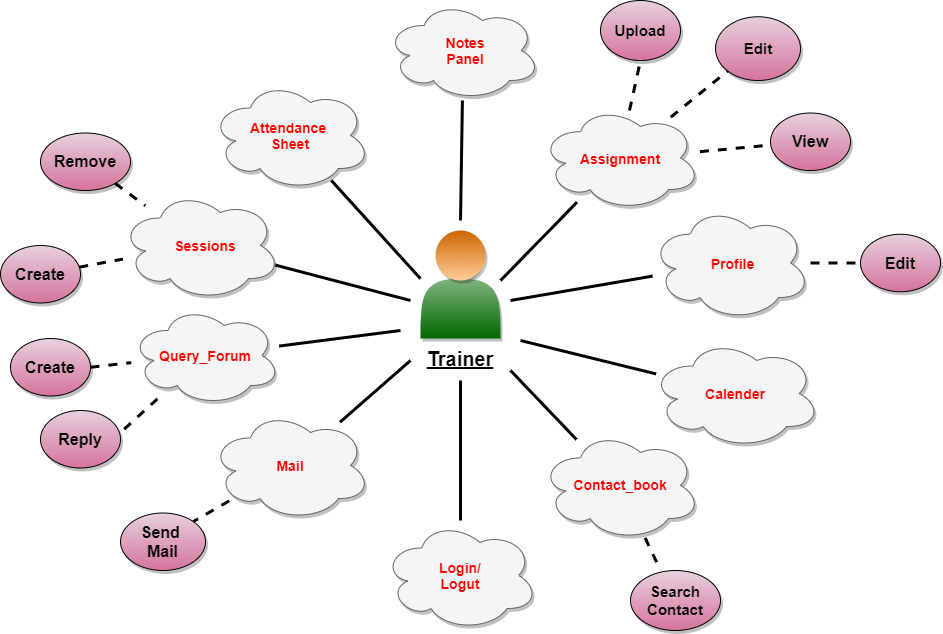 Notes
Panel
Upload
Edit
View
Attendance
Sheet
Assignment
Remove
Sessions
Create
Profile
Edit
Trainer
Query_Forum
Create
Reply
Calender
Mail
Contact_book
Send
Mail
Login/
Logut
Search
Contact